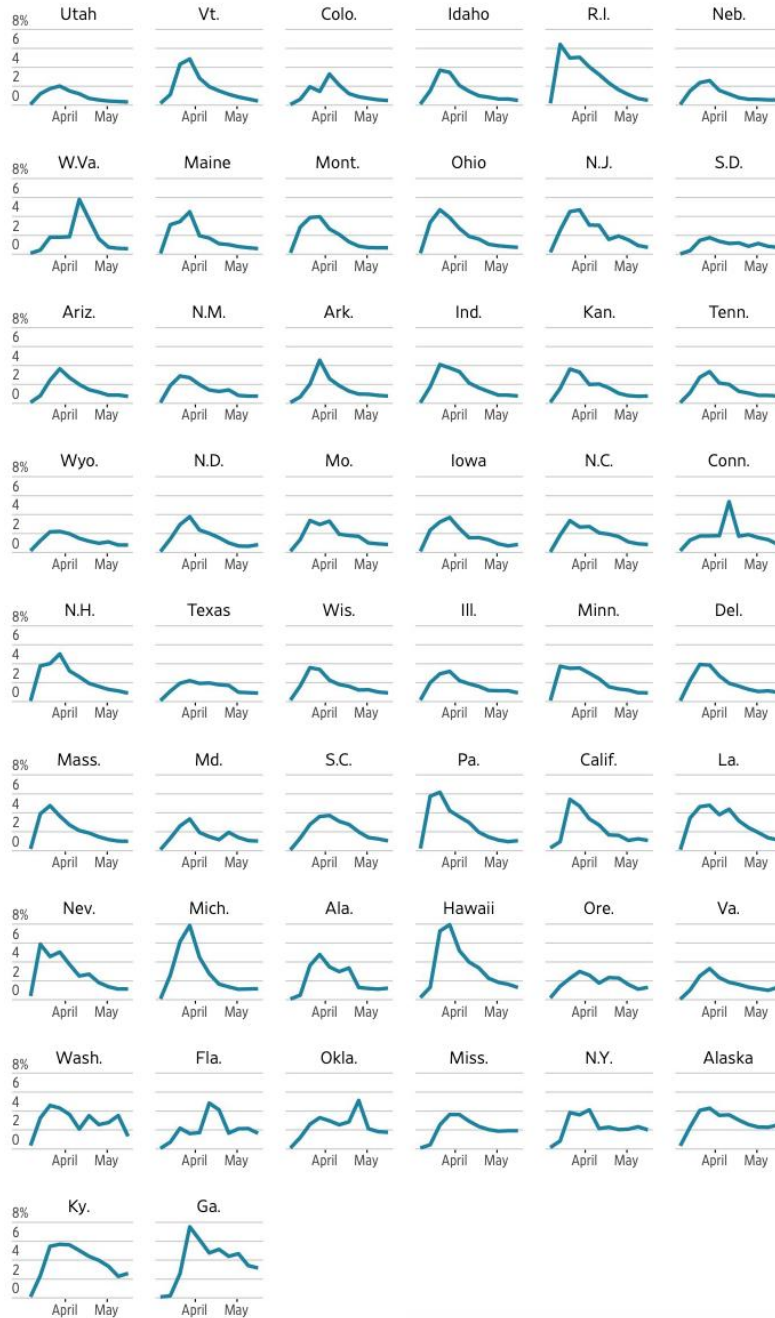 Utah Vt. Colo. Idaho R.I. Neb.
8%
6
4
2
0
April May April May April May April May April May April May
W.Va. Maine Mont. Ohio N.J. S.D.
8%
6
4
2
0
April May April May April May April May April May April May
Ariz. N.M. Ark. Ind. Kan. Tenn.
8%
6
4
2
0
April May April May April May April May April May April May
Wyo. N.D. Mo. Iowa N.C. Conn.
8%
6
4
2
0
April May April May April May April May April May April May
N.H. Texas Wis. Ill. Minn. Del.
8%
6
4
2
0
April May April May April May April May April May April May
Mass. Md. S.C. Pa. Calif. La.
8%
6
4
2
0
April May April May April May April May April May April May
Nev. Mich. Ala. Hawaii Ore. Va.
8%
6
4
2
0
April May April May April May April May April May April May
Wash. Fla. Okla. Miss. N.Y. Alaska
8%
6
4
2
0
April May April May April May April May April May April May
Ky. Ga.
8%
6
4
2
0
April May April May